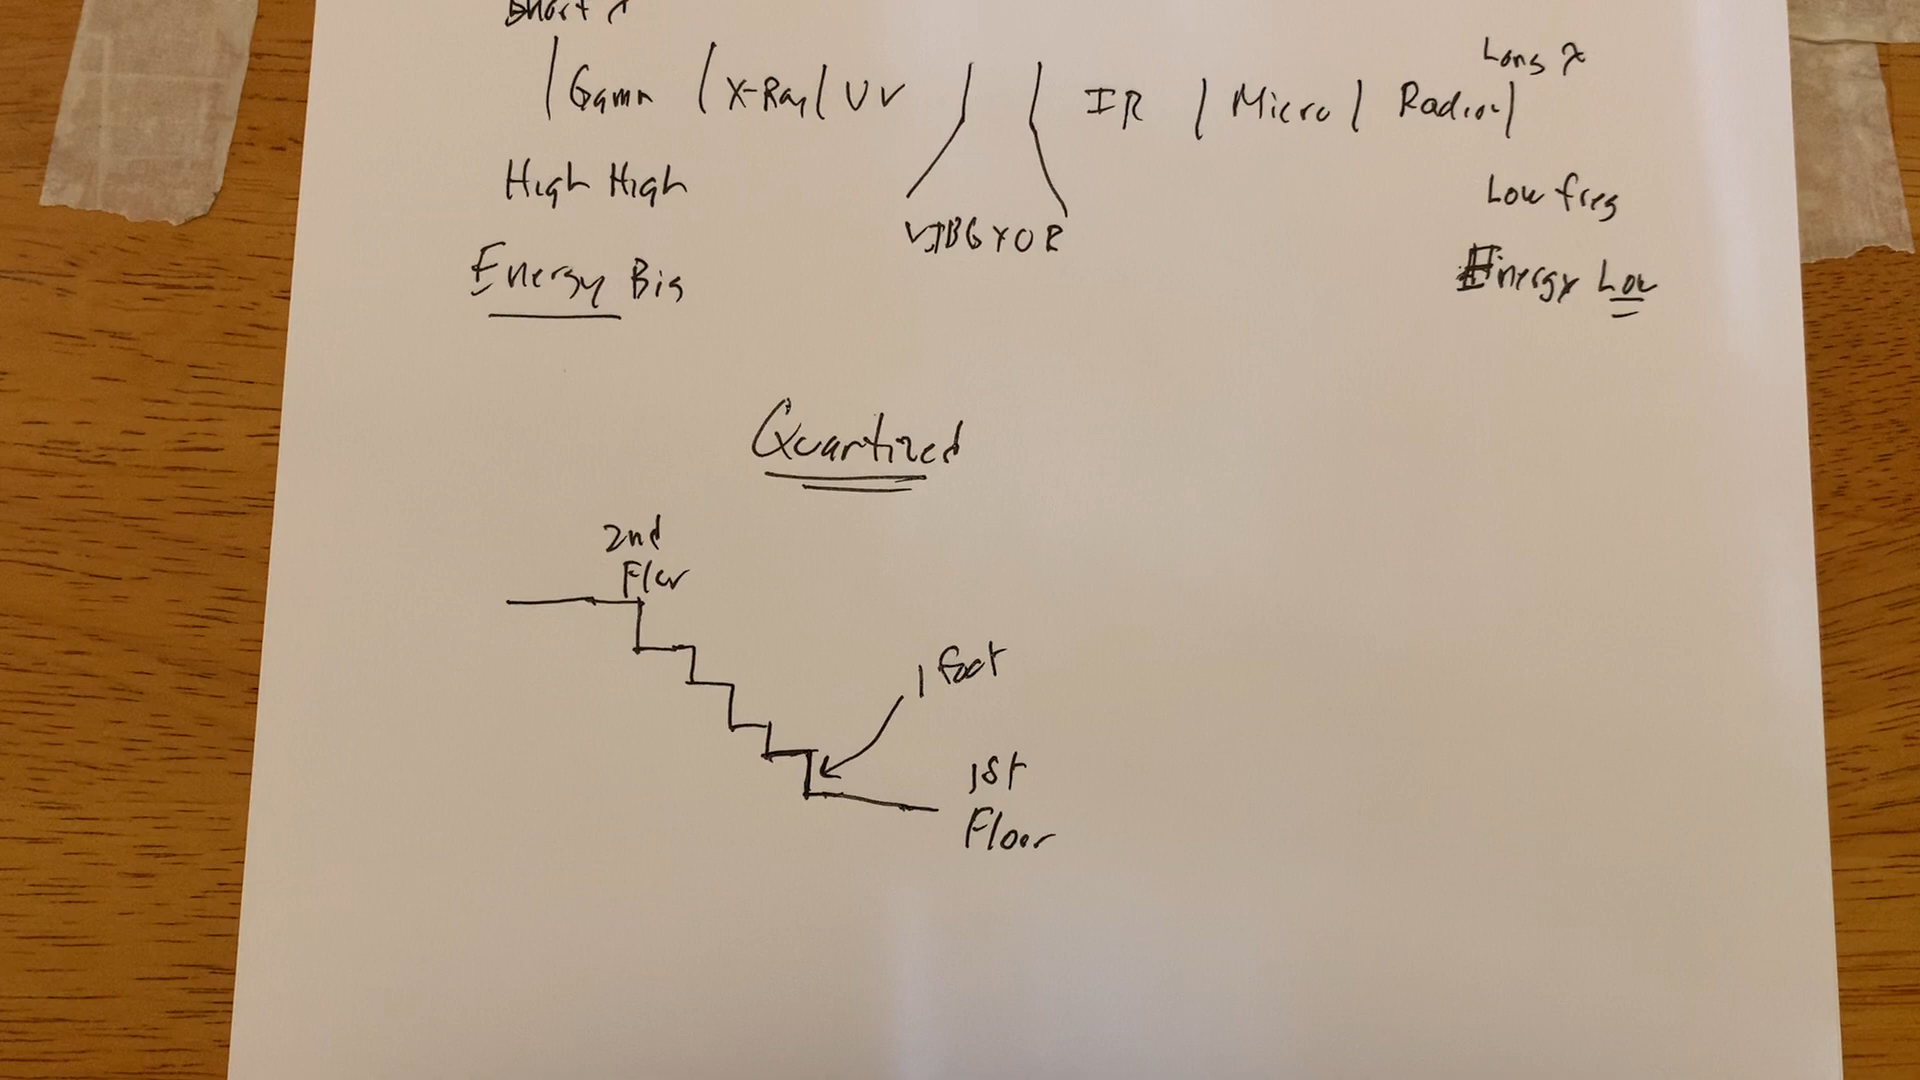 Short λ
Long λ
| Gamn | X-Ray | UV | | IR | Micro | Radio |
High High
Low freq
VIBGYOR
Energy Big
Energy Low
Quantized
2nd
Flor
1 foot
1st
Floor